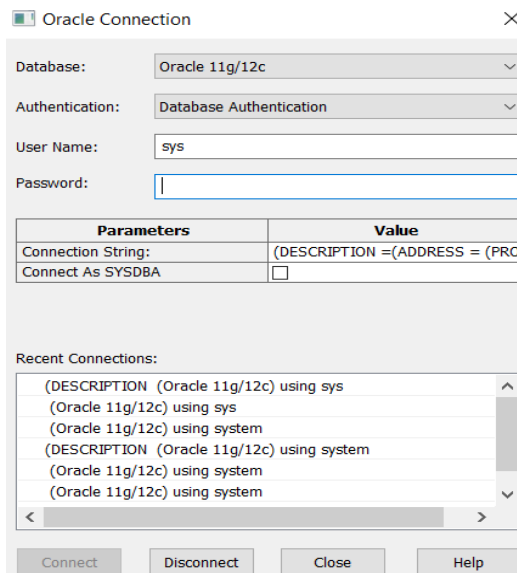 Oracle Connection
Database: Oracle 11g/12c
Authentication: Database Authentication
User Name: sys
Password:
Parameters Value
Connection String: (DESCRIPTION =(ADDRESS = (PRO
Connect As SYSDBA
Recent Connections:
(DESCRIPTION (Oracle 11g/12c) using sys
(Oracle 11g/12c) using sys
(Oracle 11g/12c) using system
(DESCRIPTION (Oracle 11g/12c) using system
(Oracle 11g/12c) using system
(Oracle 11g/12c) using system
Connect Disconnect Close Help